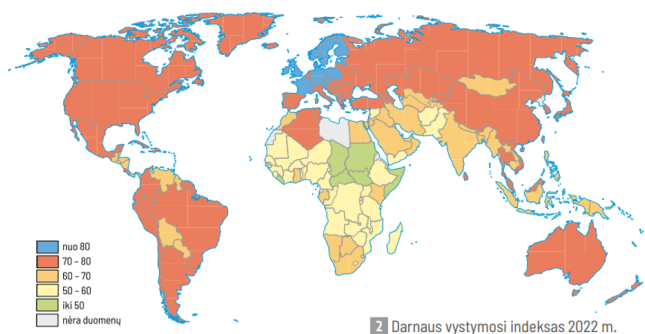 nuo 80
70 – 80
60 – 70
50 – 60
iki 50
nėra duomenų
2 Darnaus vystymosi indeksas 2022 m.